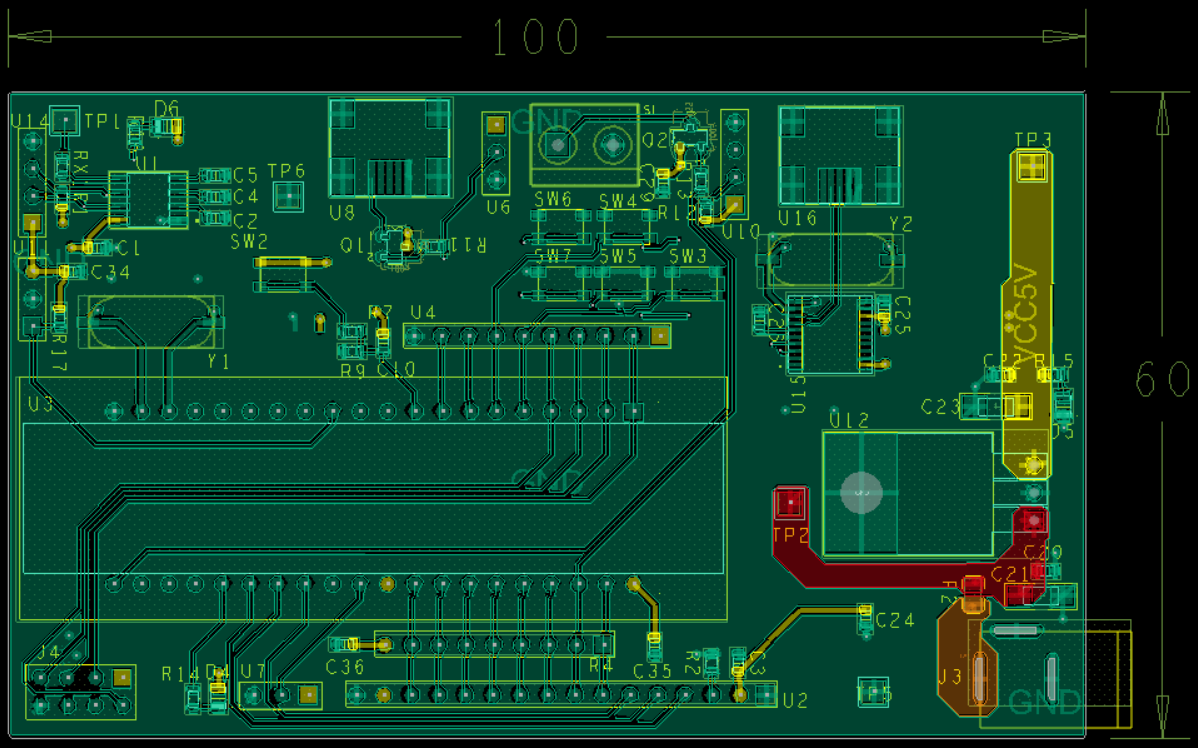 100
60
U14 TP1 D6
GND
Q2
TP3
RX U1
C5
TP6 C4
C2
U8
U6
SW6 SW4
R12
U10
U16 Y2
C1
SW2
R11
C34
SW7 SW5 SW3
VCC5V
U4
C25
R17 Y1
R9 C10
U15
C22 R15
U3
C23
U12
GND
TP2
C20
C21
C24
J4
C36
R14 D4 U7
R4
C35
R2 C3
U2
TP5
J3
GND